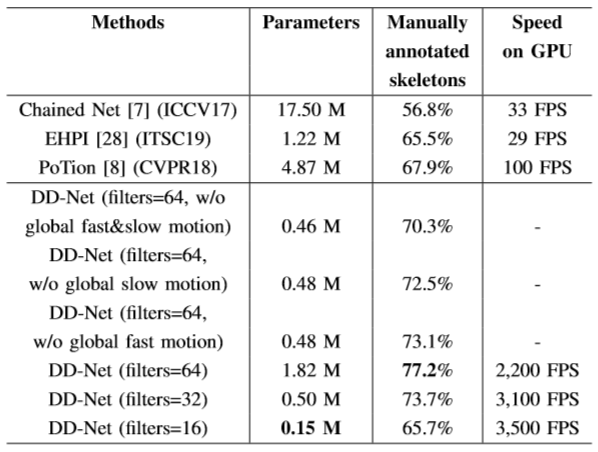 Methods Parameters Manually Speed
annotated on GPU
skeletons
Chained Net [7] (ICCV17) 17.50 M 56.8% 33 FPS
EHPI [28] (ITSC19) 1.22 M 65.5% 29 FPS
PoTion [8] (CVPR18) 4.87 M 67.9% 100 FPS
DD-Net (filters=64, w/o
global fast&slow motion) 0.46 M 70.3% -
DD-Net (filters=64,
w/o global slow motion) 0.48 M 72.5% -
DD-Net (filters=64,
w/o global fast motion) 0.48 M 73.1% -
DD-Net (filters=64) 1.82 M 77.2% 2,200 FPS
DD-Net (filters=32) 0.50 M 73.7% 3,100 FPS
DD-Net (filters=16) 0.15 M 65.7% 3,500 FPS